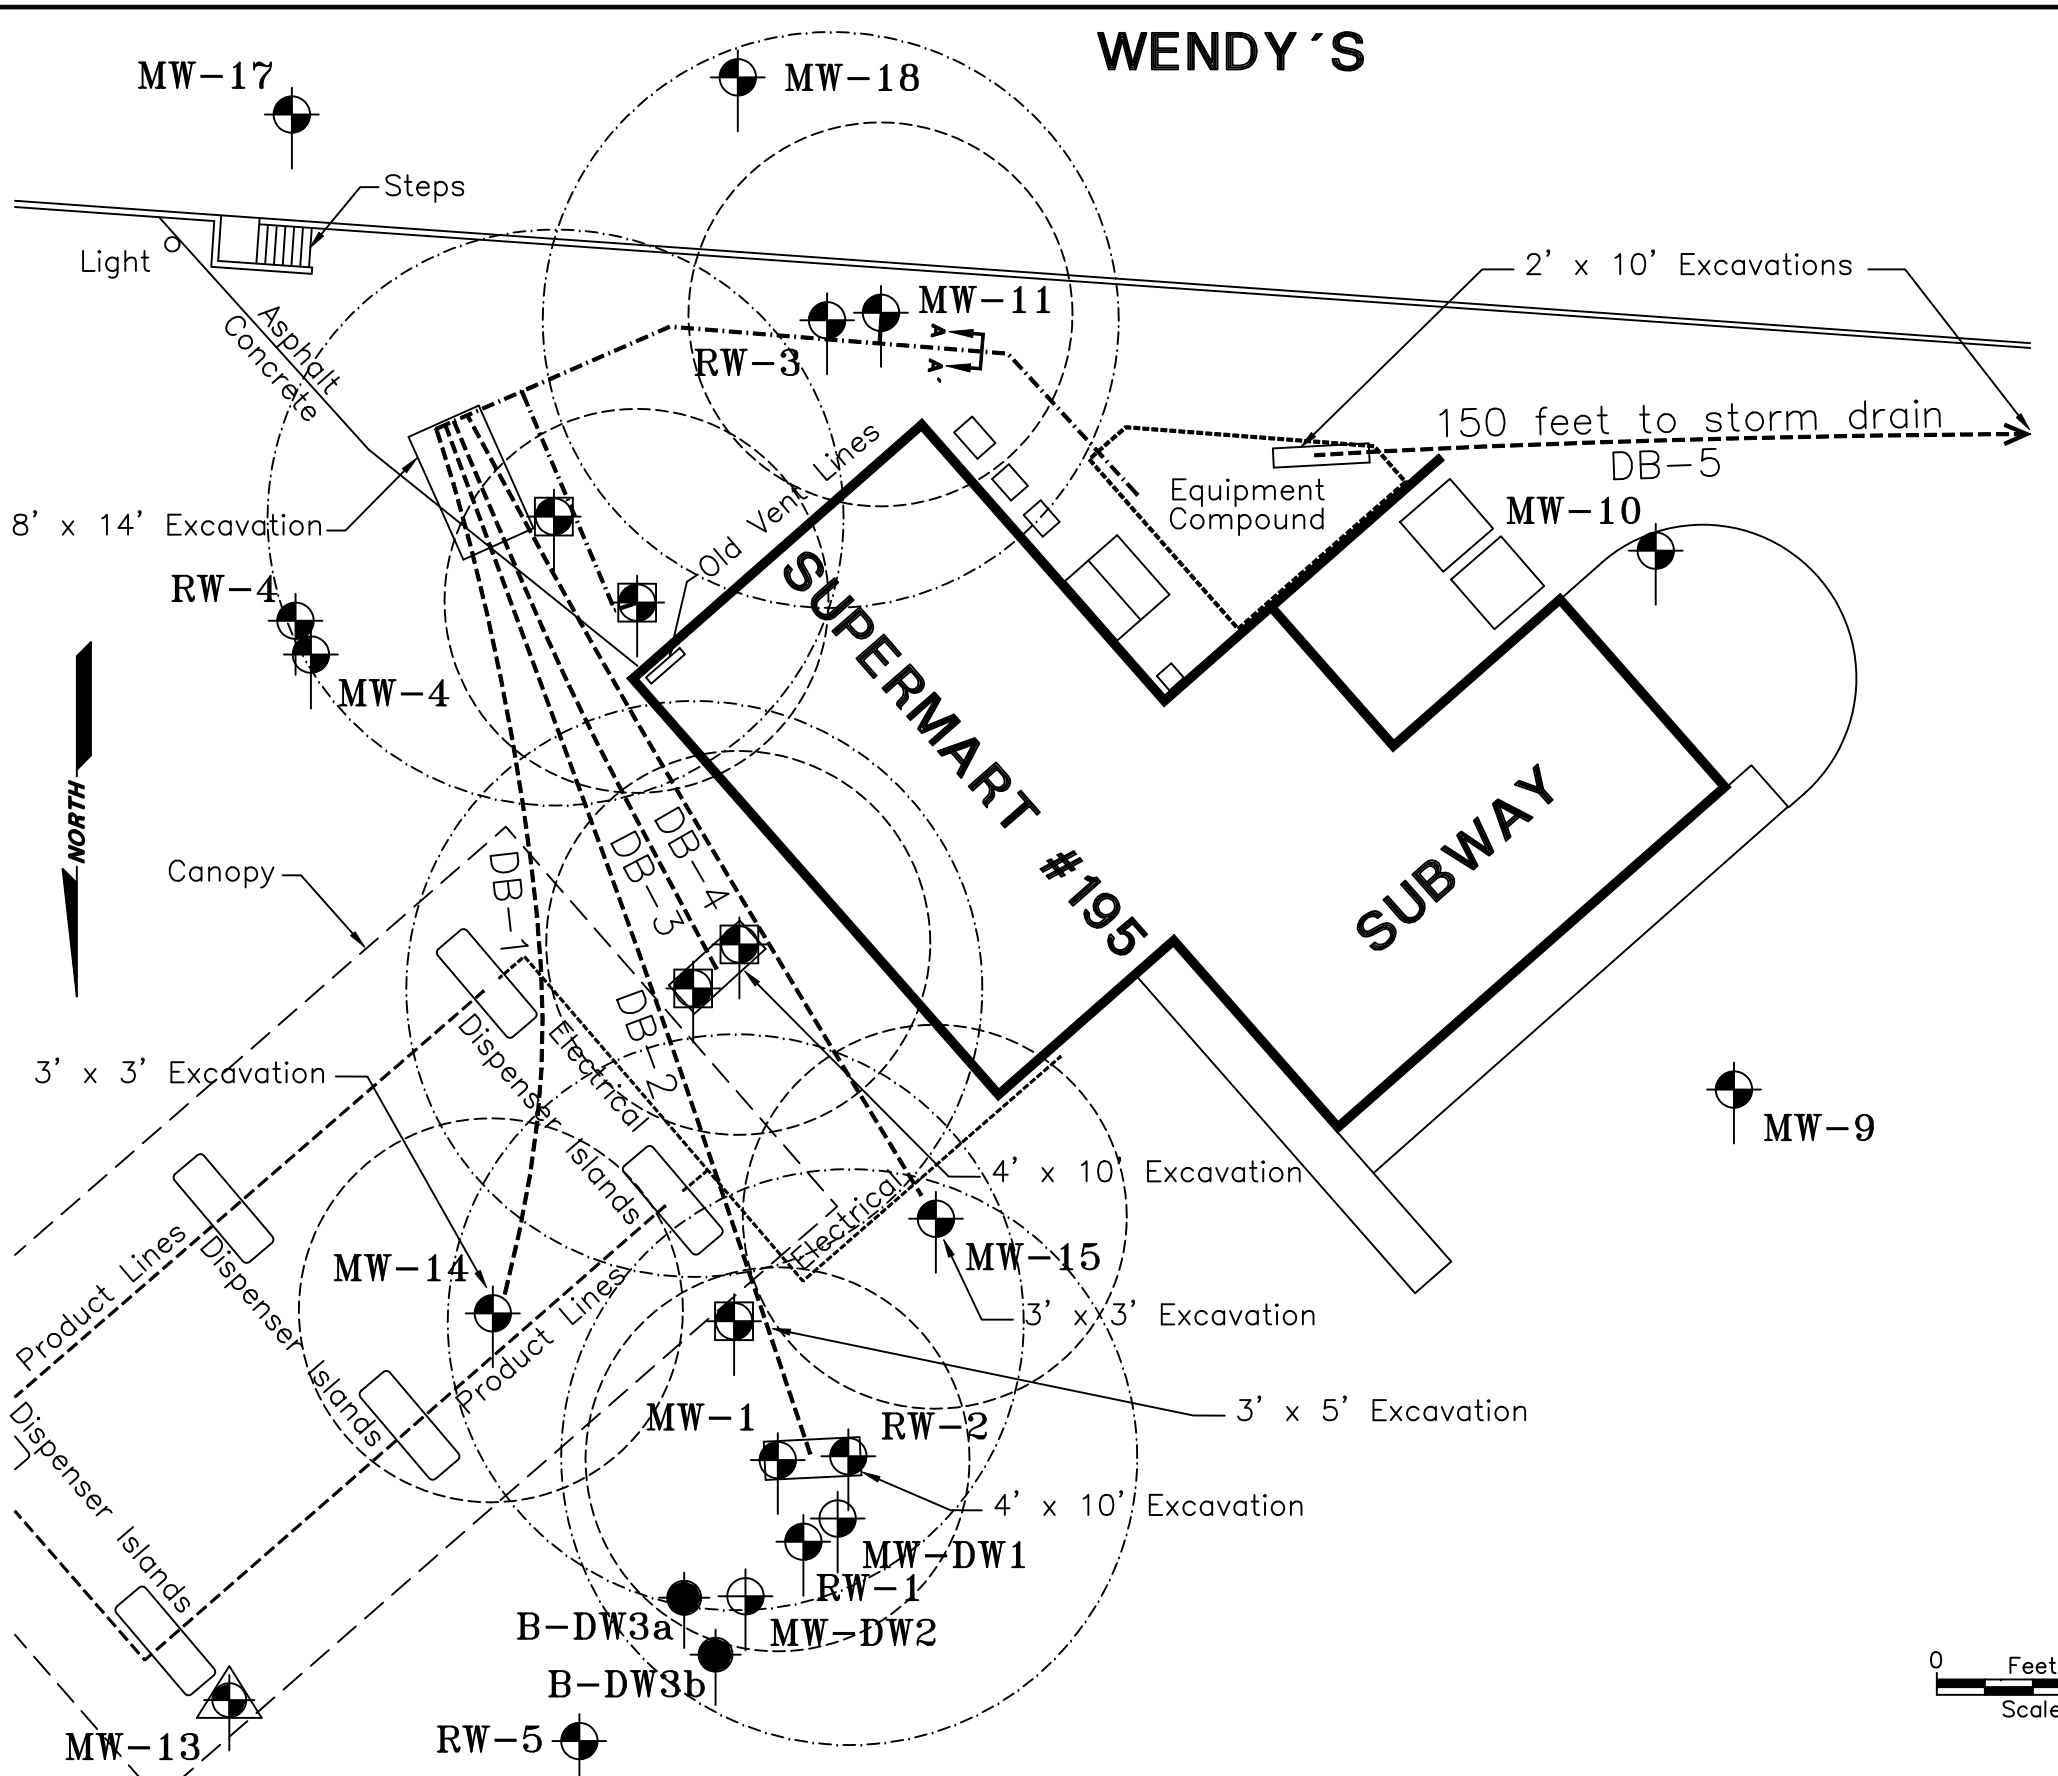 WENDY´S
MW-17
MW-18
Steps
Light
2' x 10' Excavations
MW-11
A
RW-3
A'
Asphalt
Concrete
150 feet to storm drain
DB-5
Old Vent Lines
Equipment
Compound
MW-10
8' x 14' Excavation
RW-4
MW-4
SUPERMART #195
SUBWAY
NORTH
Canopy
DB-1
DB-3
DB-4
DB-2
Dispenser Islands
Electrical
3' x 3' Excavation
MW-9
4' x 10' Excavation
Electrical
MW-15
MW-14
Product Lines
Dispenser Islands
Product Lines
3' x 3' Excavation
3' x 5' Excavation
MW-1
RW-2
Dispenser Islands
4' x 10' Excavation
MW-DW1
RW-1
B-DW3a
MW-DW2
B-DW3b
RW-5
MW-13
0
Feet
Scale